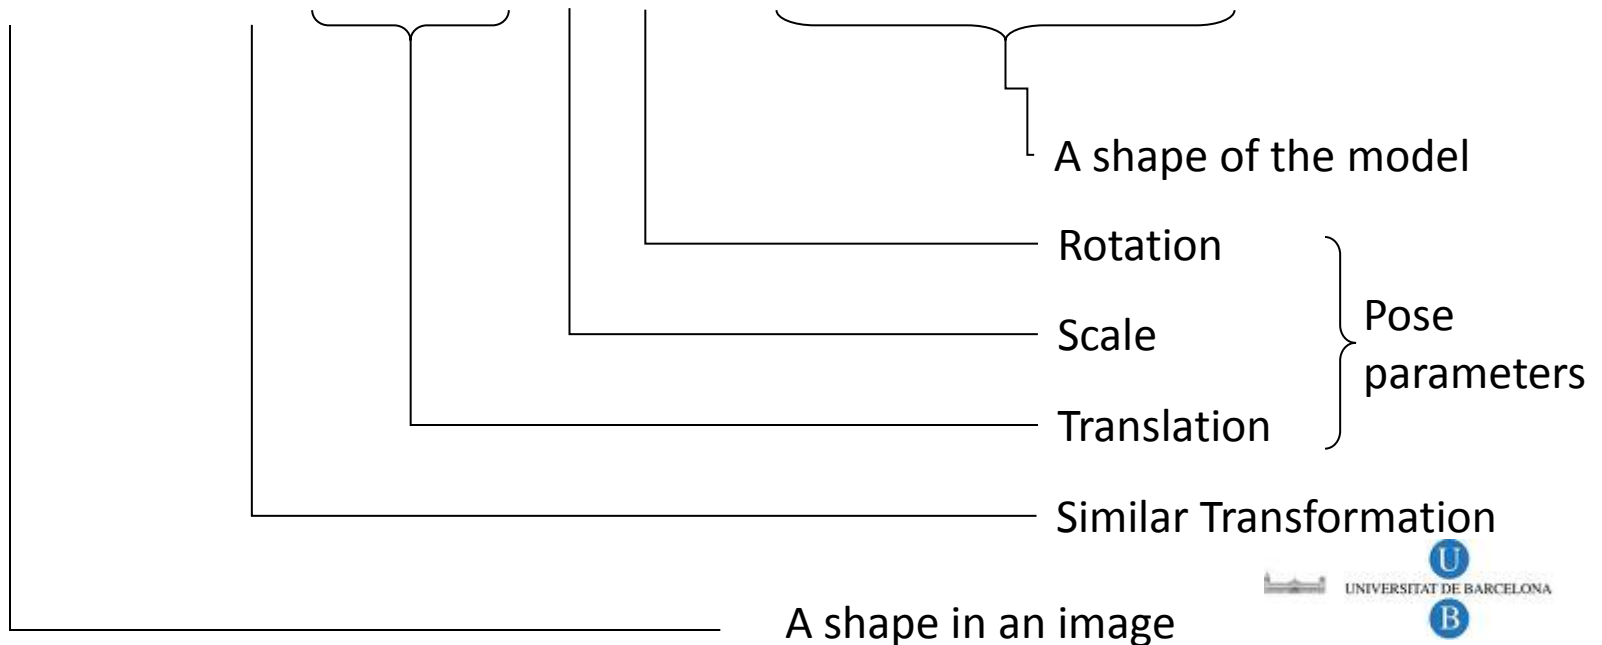 A shape of the model
Rotation
Scale
Pose
parameters
Translation
Similar Transformation
U
UNIVERSITAT DE BARCELONA
B
A shape in an image